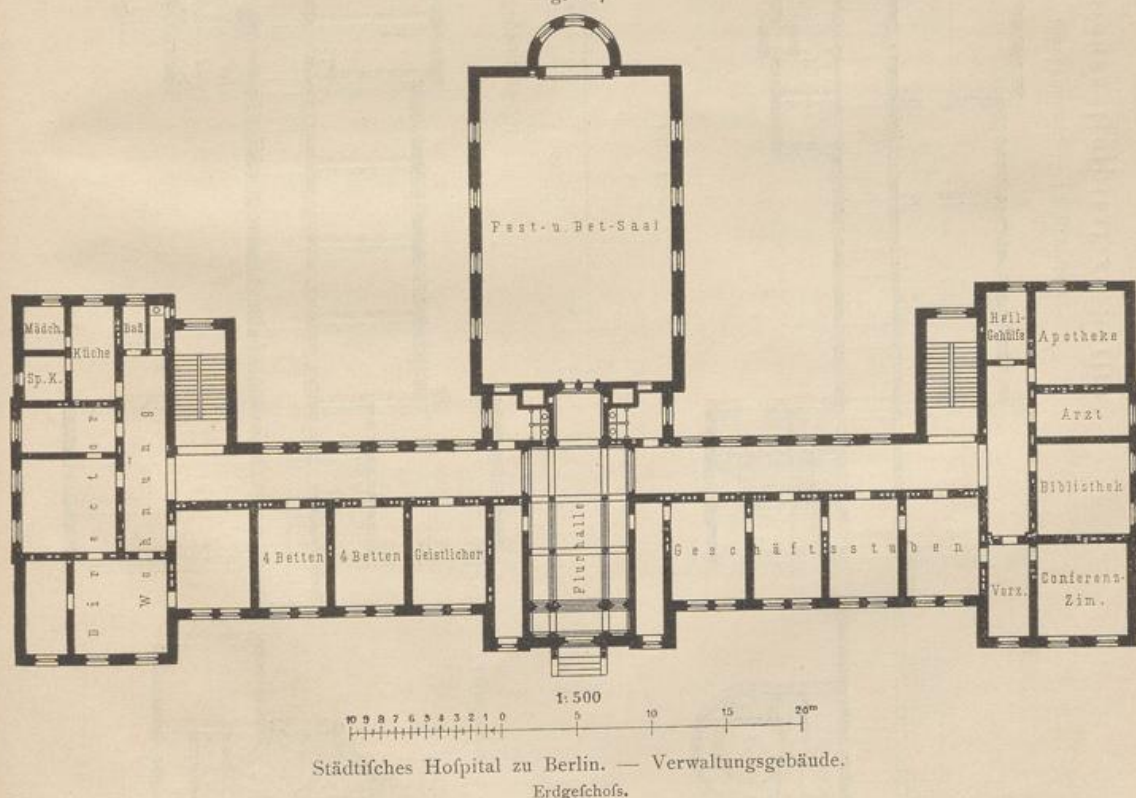 Fest- u. Bet-Saal
Mädch.
Küche
Bad
Sp. K.
Director
Wohnung
4 Betten
4 Betten
Geistlicher
Flurhalle
Geschäftsstuben
Heil-
Gehülfe
Apotheke
Arzt
Bibliothek
Vorz.
Conferenz-
Zim.
1:500
10 9 8 7 6 5 4 3 2 1 0 5 10 15 20m
Städtiſches Hoſpital zu Berlin. — Verwaltungsgebäude.
Erdgeſchoſs.